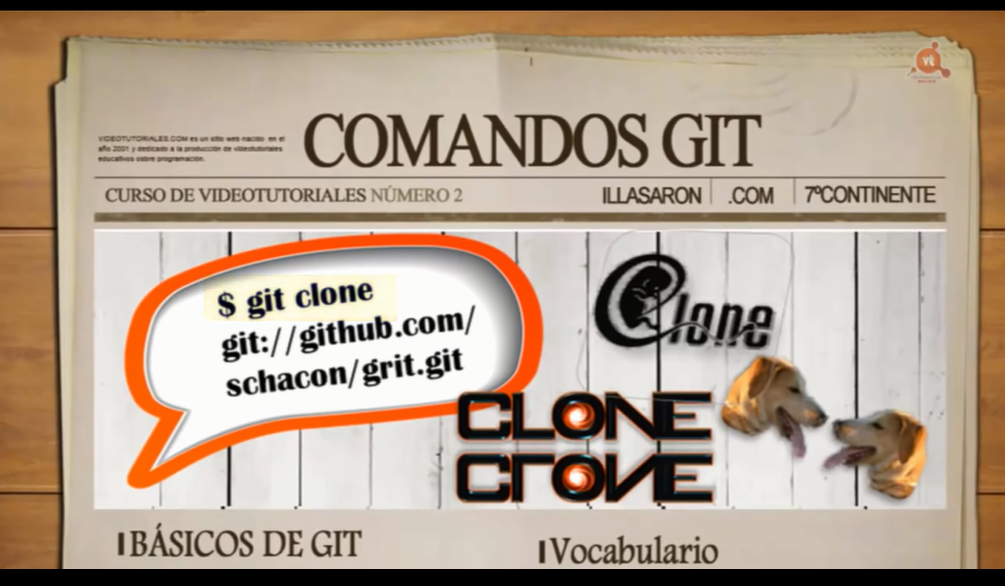 VIDEOTUTORIALES.COM es un sitio web nacido en el
año 2001 y dedicado a la producción de videotutoriales
educativos sobre programación.
COMANDOS GIT
CURSO DE VIDEOTUTORIALES NÚMERO 2
ILLASARON .COM 7ºCONTINENTE
$ git clone
git://github.com/
schacon/grit.git
Clone
CLONE
BÁSICOS DE GIT
Vocabulario